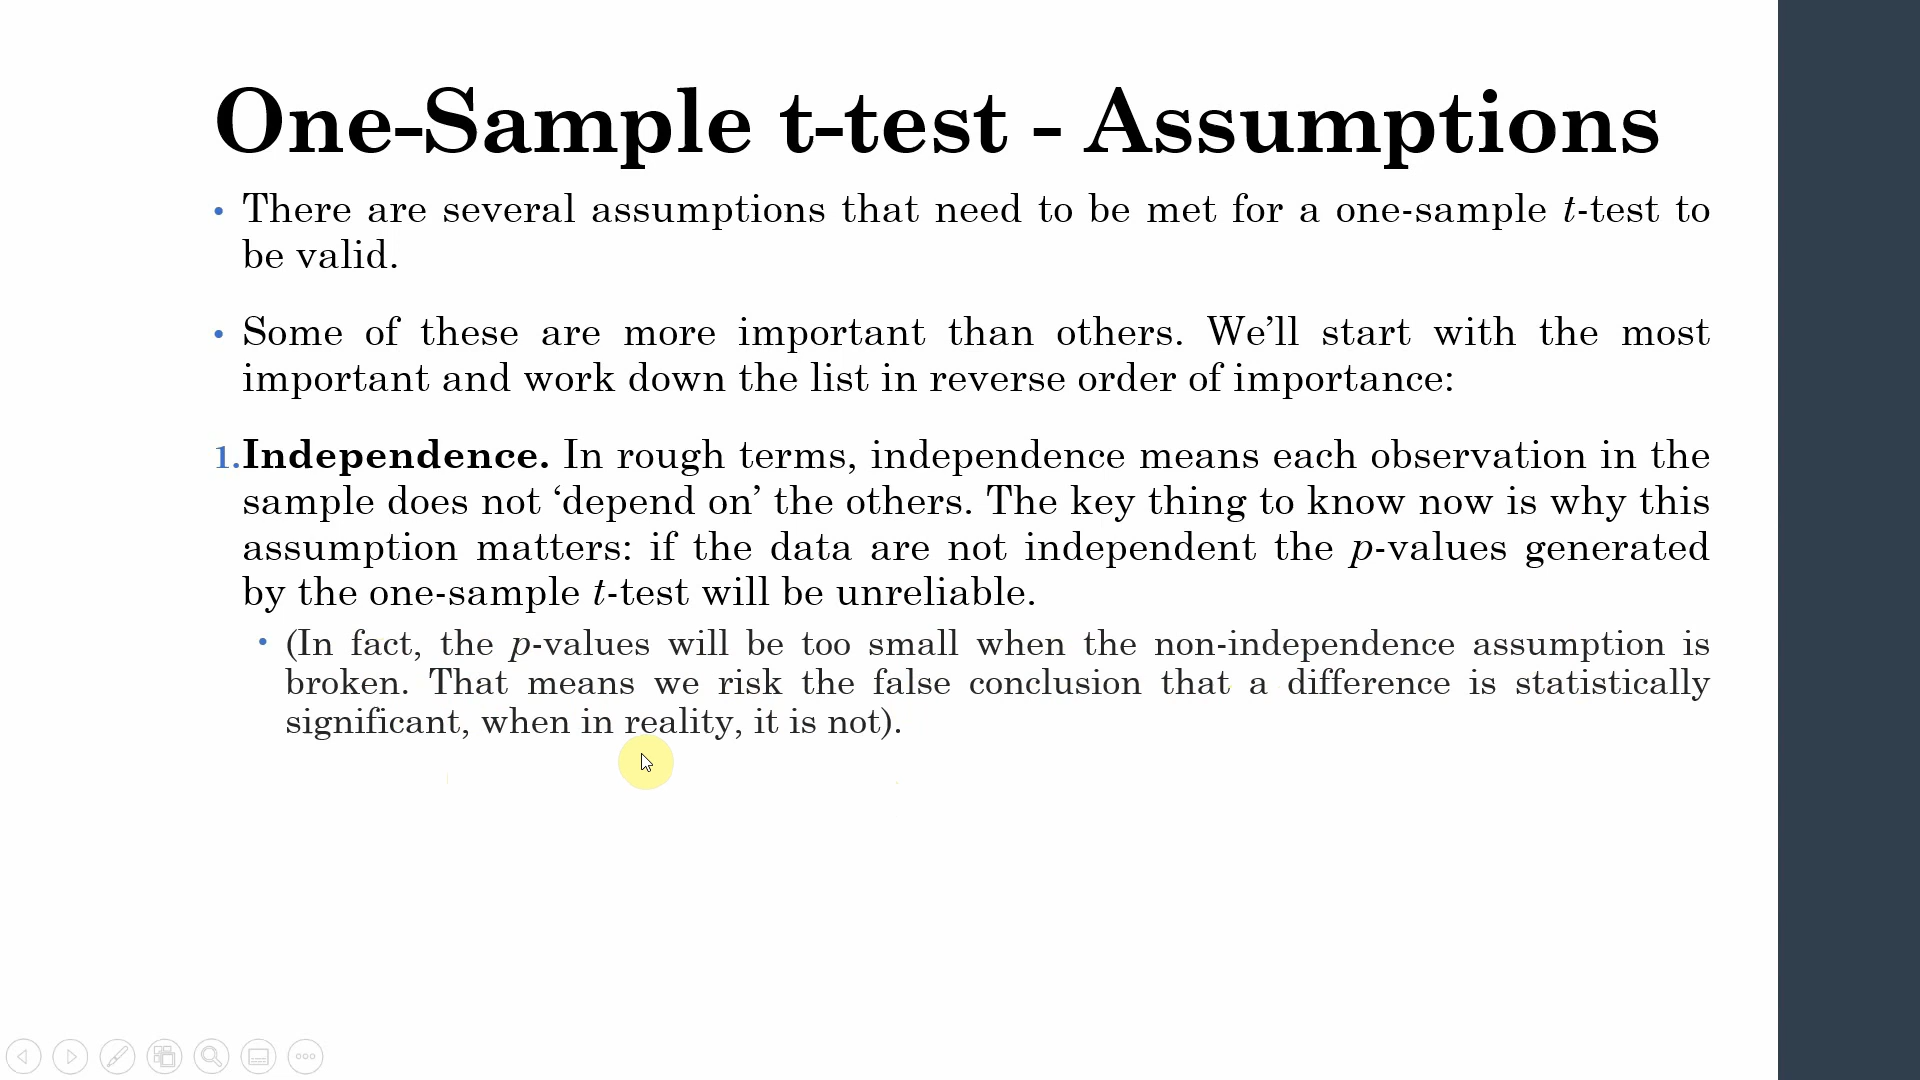 One-Sample t-test - Assumptions
• There are several assumptions that need to be met for a one-sample t-test to
be valid.
• Some of these are more important than others. We’ll start with the most
important and work down the list in reverse order of importance:
1.Independence. In rough terms, independence means each observation in the
sample does not ‘depend on’ the others. The key thing to know now is why this
assumption matters: if the data are not independent the p-values generated
by the one-sample t-test will be unreliable.
• (In fact, the p-values will be too small when the non-independence assumption is
broken. That means we risk the false conclusion that a difference is statistically
significant, when in reality, it is not).